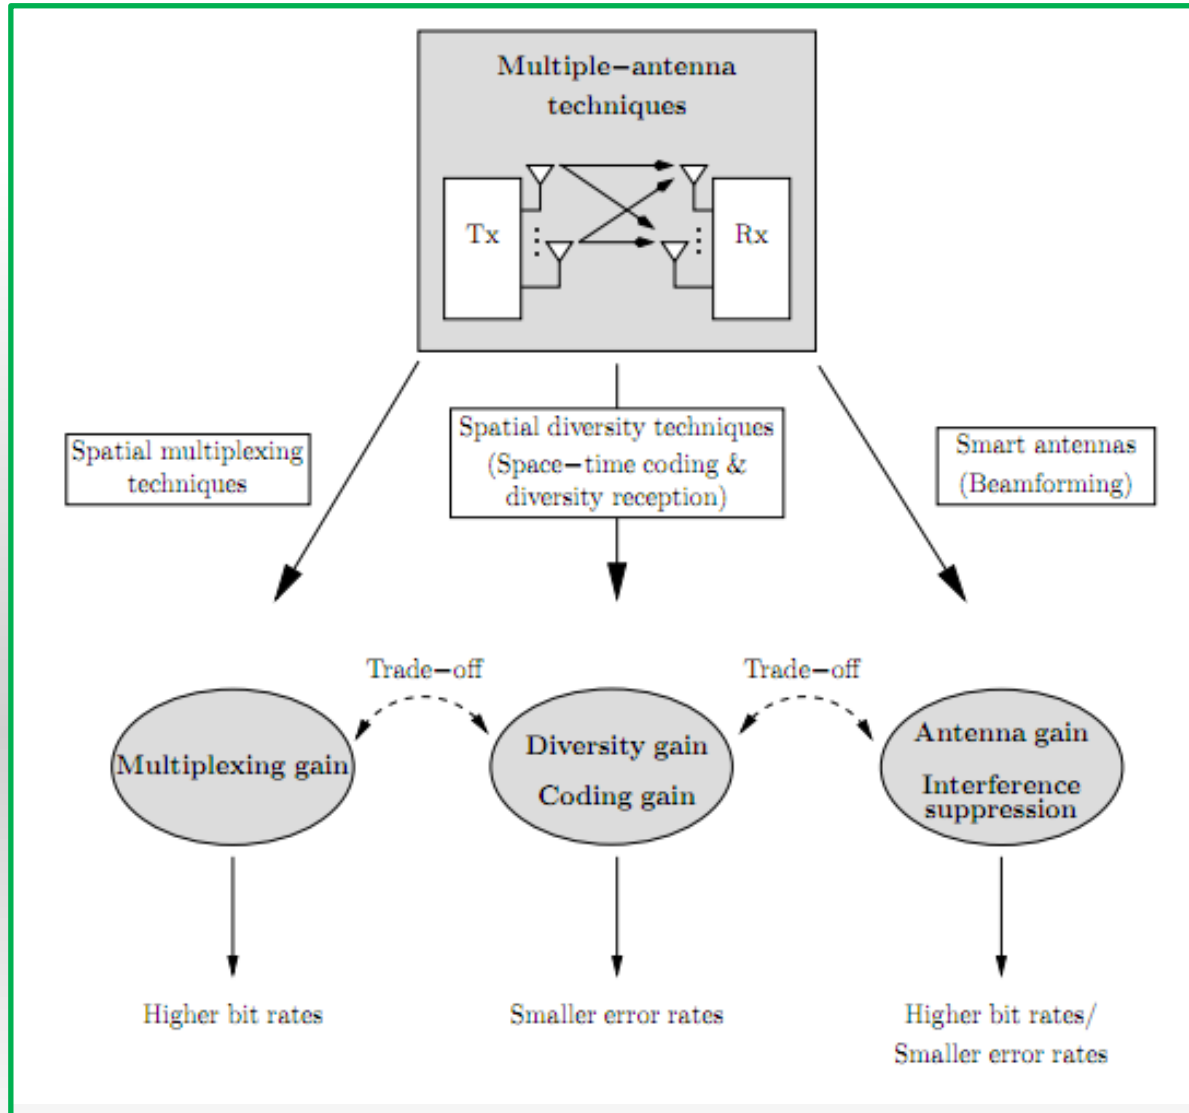 Multiple−antenna
techniques
Tx
Rx
Spatial multiplexing
techniques
Spatial diversity techniques
(Space−time coding &
diversity reception)
Smart antennas
(Beamforming)
Trade−off
Trade−off
Multiplexing gain
Diversity gain
Coding gain
Antenna gain
Interference
suppression
Higher bit rates
Smaller error rates
Higher bit rates/
Smaller error rates